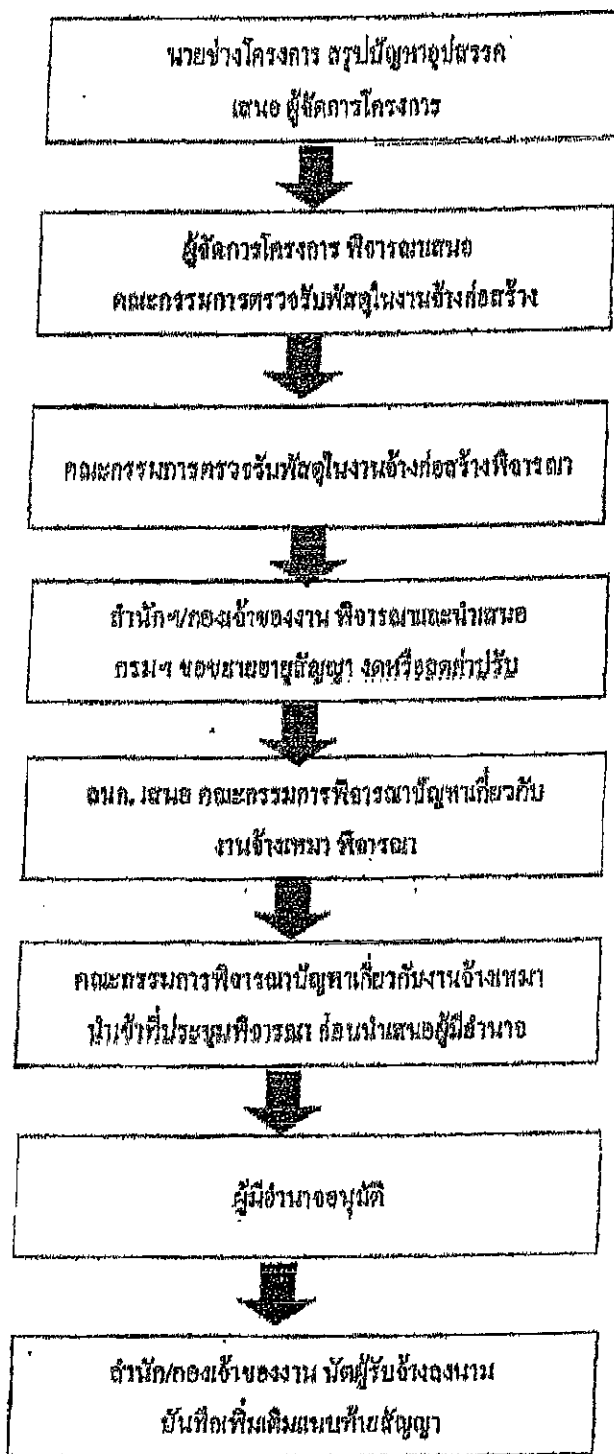 นายช่างโครงการ สรุปปัญหาอุปสรรค
เสนอ ผู้จัดการโครงการ
ผู้จัดการโครงการ พิจารณาเสนอ
คณะกรรมการตรวจรับพัสดุในงานจ้างก่อสร้าง
คณะกรรมการตรวจรับพัสดุในงานจ้างก่อสร้างพิจารณา
สำนักฯ/กองเจ้าของงาน พิจารณาและนำเสนอ
กรมฯ ขอขยายอายุสัญญา งดหรือลดค่าปรับ
เสนอ คณะกรรมการพิจารณาปัญหาเกี่ยวกับ
งานจ้างเหมา พิจารณา
คณะกรรมการพิจารณาปัญหาเกี่ยวกับงานจ้างเหมา
นำเข้าที่ประชุมพิจารณา ก่อนนำเสนอผู้มีอำนาจ
ผู้มีอำนาจอนุมัติ
สำนัก/กองเจ้าของงาน นัดผู้รับจ้างลงนาม
บันทึกเพิ่มเติมแนบท้ายสัญญา